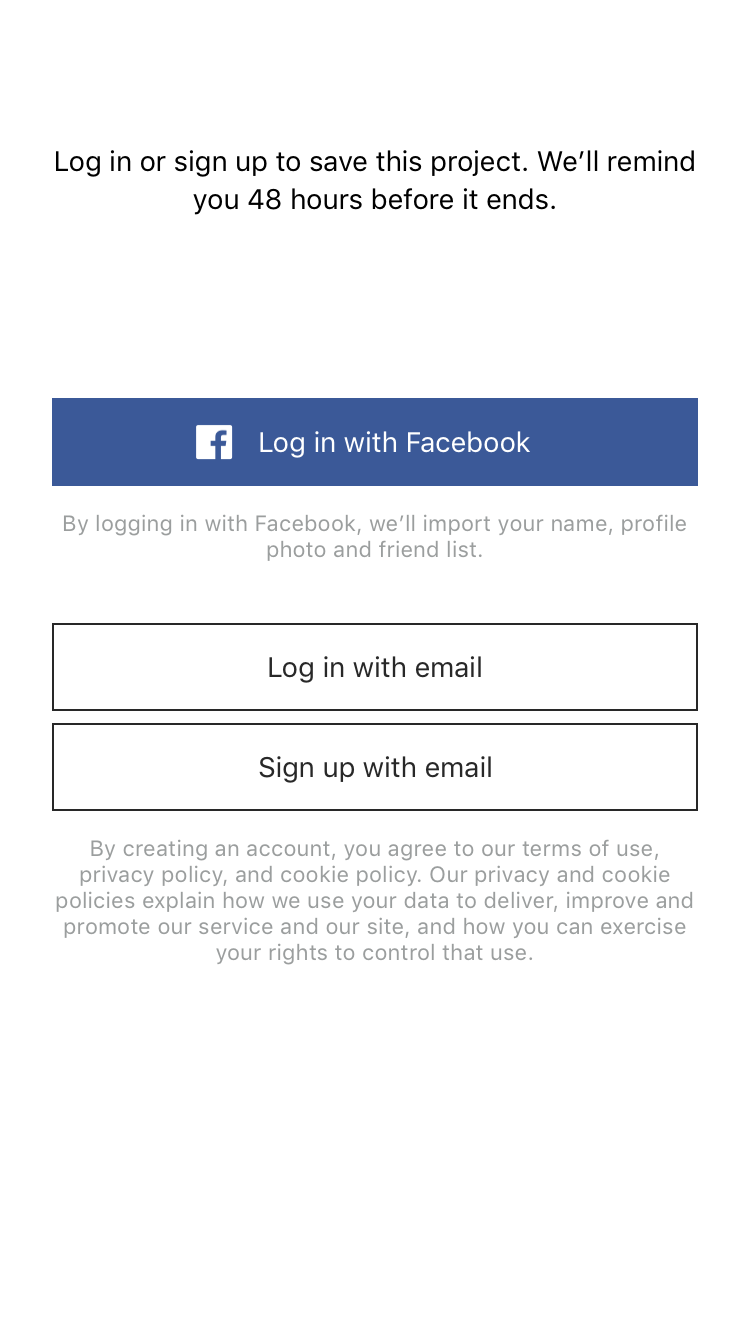 Log in or sign up to save this project. We’ll remind
you 48 hours before it ends.
Log in with Facebook
By logging in with Facebook, we’ll import your name, profile
photo and friend list.
Log in with email
Sign up with email
By creating an account, you agree to our terms of use,
privacy policy, and cookie policy. Our privacy and cookie
policies explain how we use your data to deliver, improve and
promote our service and our site, and how you can exercise
your rights to control that use.